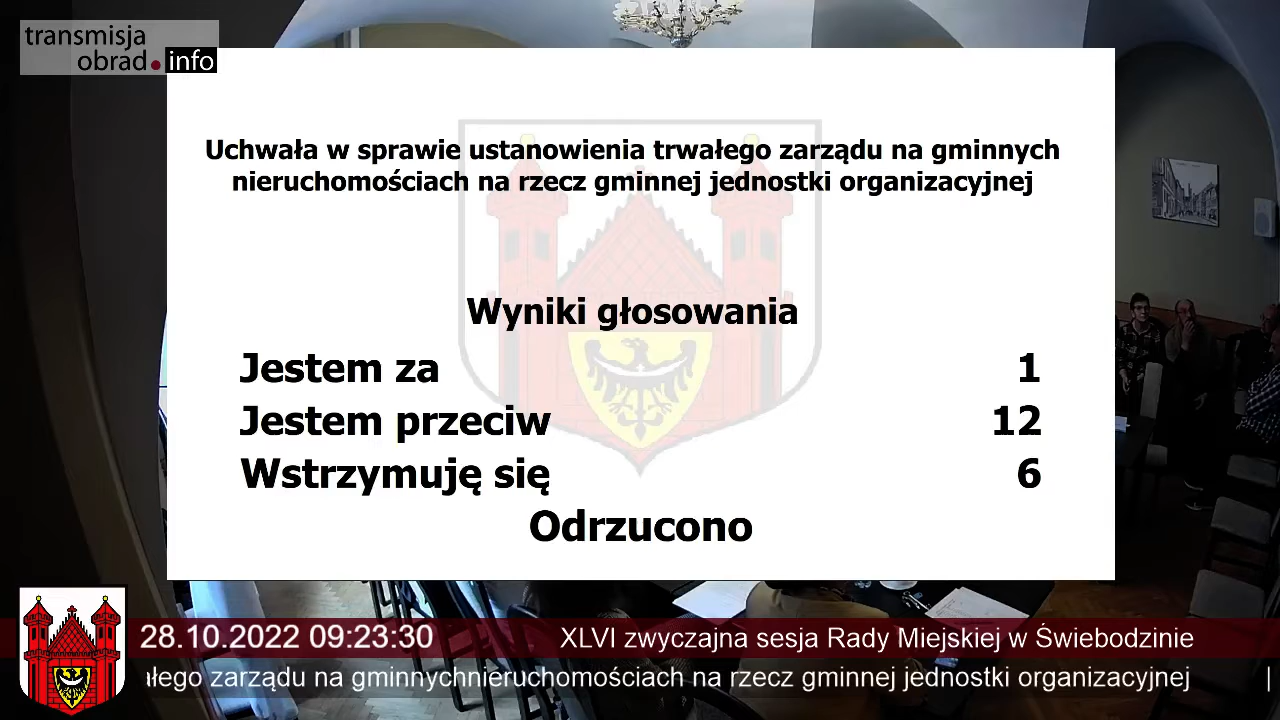 transmisja
obrad.info
Uchwała w sprawie ustanowienia trwałego zarządu na gminnych
nieruchomościach na rzecz gminnej jednostki organizacyjnej
Wyniki głosowania
Jestem za 1
Jestem przeciw 12
Wstrzymuję się 6
Odrzucono
28.10.2022 09:23:30 XLVI zwyczajna sesja Rady Miejskiej w Świebodzinie
ałego zarządu na gminnychnieruchomościach na rzecz gminnej jednostki organizacyjnej |